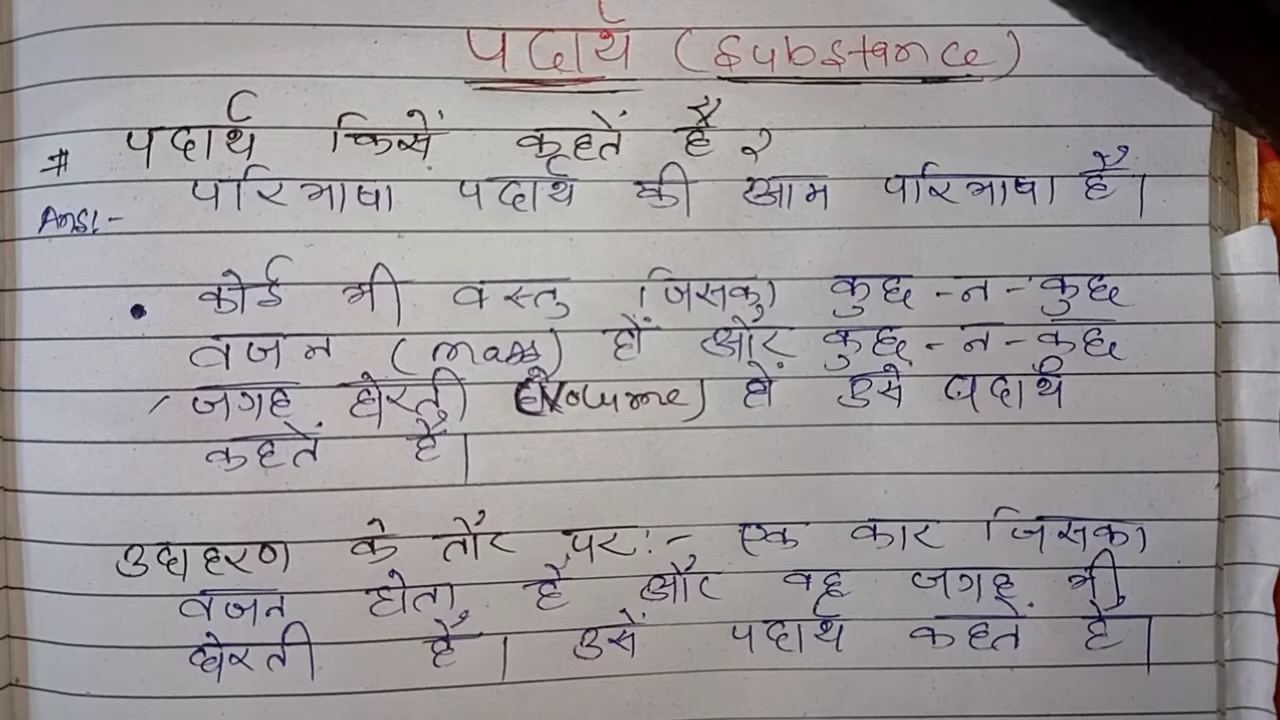 पदार्थ (Substance)
# पदार्थ किसें कहतें हैं ?
Ans:- परिभाषा पदार्थ की आम परिभाषा हैं।
• कोई भी वस्तु जिसका कुछ-न-कुछ
वजन (mass) हों और कुछ-न-कुछ
जगह घेरती (Volume) हो उसे पदार्थ
कहतें हैं।
उदाहरण के तौर पर:- एक कार जिसका
वजन होता है और वह जगह भी
घेरती हैं। उसें पदार्थ कहतें है।